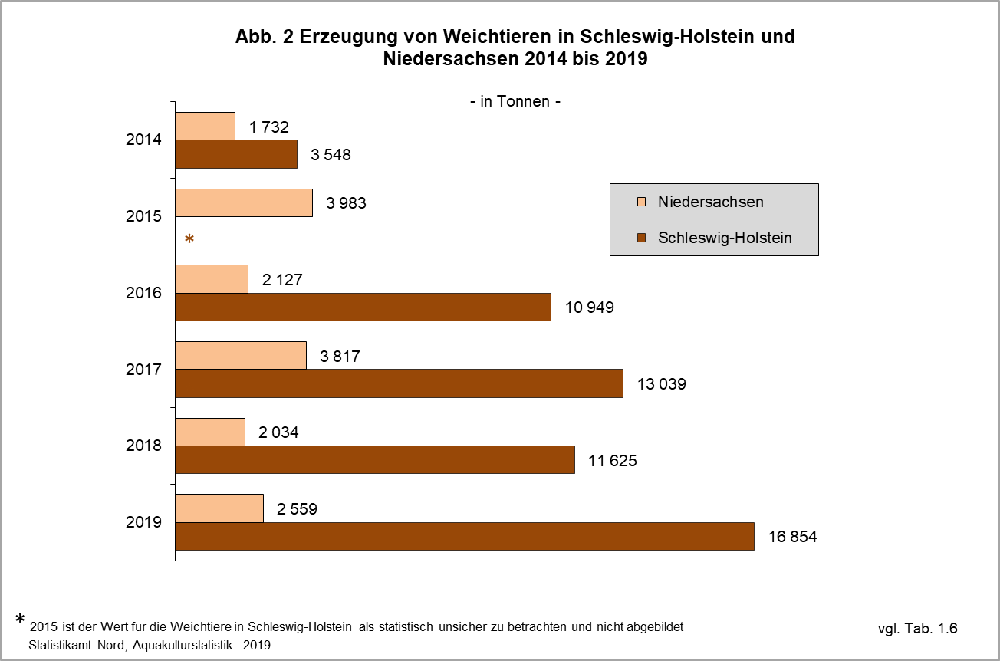 Abb. 2 Erzeugung von Weichtieren in Schleswig-Holstein und
Niedersachsen 2014 bis 2019
- in Tonnen -
2014
1 732
3 548
2015
3 983
*
2016
2 127
10 949
2017
3 817
13 039
2018
2 034
11 625
2019
2 559
16 854
Niedersachsen
Schleswig-Holstein
* 2015 ist der Wert für die Weichtiere in Schleswig-Holstein als statistisch unsicher zu betrachten und nicht abgebildet
Statistikamt Nord, Aquakulturstatistik 2019
vgl. Tab. 1.6